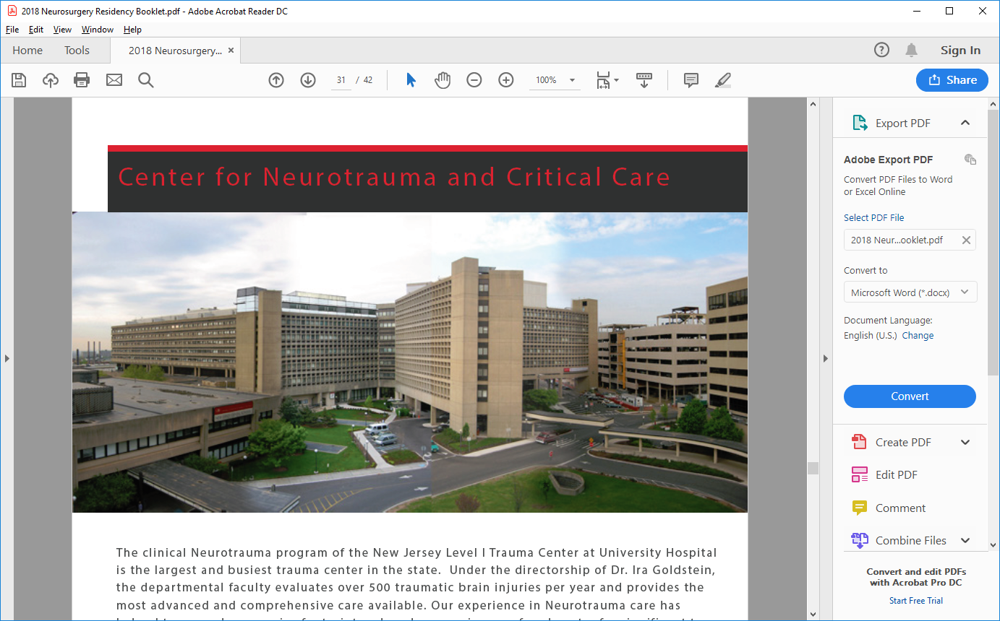 2018 Neurosurgery Residency Booklet.pdf - Adobe Acrobat Reader DC
File Edit View Window Help
Home Tools 2018 Neurosurgery... × Sign In
31 / 42 100% Share
Export PDF
Center for Neurotrauma and Critical Care
Adobe Export PDF
Convert PDF Files to Word
or Excel Online
Select PDF File
2018 Neur...ooklet.pdf
Convert to
Microsoft Word (*.docx)
Document Language:
English (U.S.) Change
Convert
Create PDF
Edit PDF
Comment
Combine Files
The clinical Neurotrauma program of the New Jersey Level I Trauma Center at University Hospital
is the largest and busiest trauma center in the state.  Under the directorship of Dr. Ira Goldstein,
the departmental faculty evaluates over 500 traumatic brain injuries per year and provides the
most advanced and comprehensive care available. Our experience in Neurotrauma care has
Convert and edit PDFs
with Acrobat Pro DC
Start Free Trial